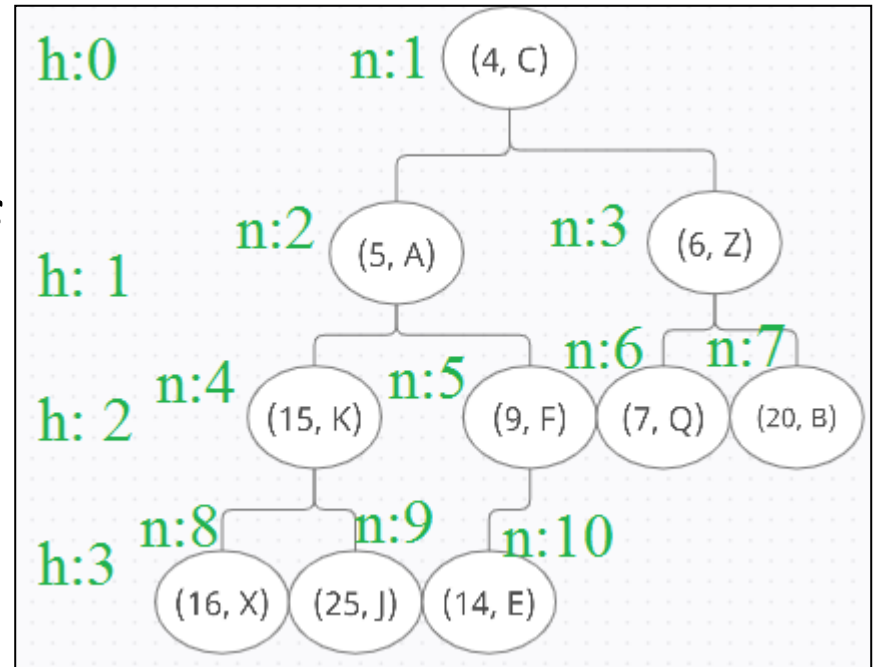 h:0 n:1 (4, C)
n:2 (5, A) n:3 (6, Z)
h: 1
n:4 n:5 n:6 n:7
h: 2 (15, K) (9, F) (7, Q) (20, B)
n:8 n:9 n:10
h:3 (16, X) (25, J) (14, E)